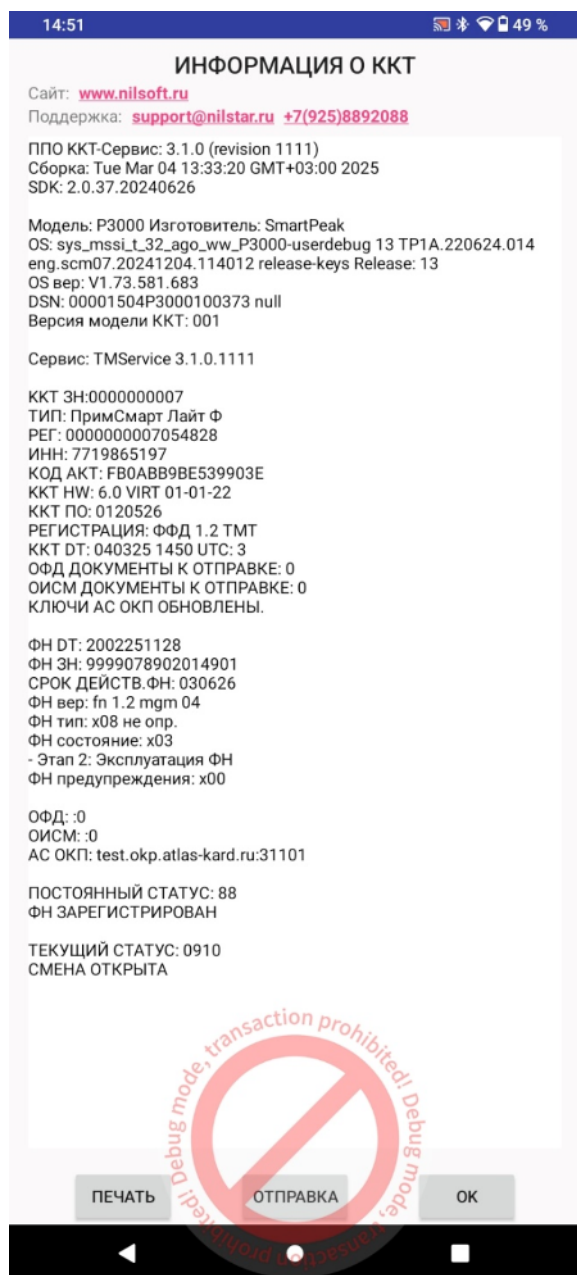 14:51
49 %
ИНФОРМАЦИЯ О ККТ
Сайт: www.nilsoft.ru
Поддержка: support@nilstar.ru +7(925)8892088
ППО ККТ-Сервис: 3.1.0 (revision 1111)
Сборка: Tue Mar 04 13:33:20 GMT+03:00 2025
SDK: 2.0.37.20240626
Модель: P3000 Изготовитель: SmartPeak
OS: sys_mssi_t_32_ago_ww_P3000-userdebug 13 TP1A.220624.014
eng.scm07.20241204.114012 release-keys Release: 13
OS вер: V1.73.581.683
DSN: 00001504P3000100373 null
Версия модели ККТ: 001
Сервис: TMService 3.1.0.1111
ККТ ЗН:0000000007
ТИП: ПримСмарт Лайт Ф
РЕГ: 0000000007054828
ИНН: 7719865197
КОД АКТ: FB0ABB9BE539903E
ККТ HW: 6.0 VIRT 01-01-22
ККТ ПО: 0120526
РЕГИСТРАЦИЯ: ФФД 1.2 ТМТ
ККТ DT: 040325 1450 UTC: 3
ОФД ДОКУМЕНТЫ К ОТПРАВКЕ: 0
ОИСМ ДОКУМЕНТЫ К ОТПРАВКЕ: 0
КЛЮЧИ АС ОКП ОБНОВЛЕНЫ.
ФН DT: 2002251128
ФН ЗН: 9999078902014901
СРОК ДЕЙСТВ.ФН: 030626
ФН вер: fn 1.2 mgm 04
ФН тип: x08 не опр.
ФН состояние: x03
- Этап 2: Эксплуатация ФН
ФН предупреждения: x00
ОФД: :0
ОИСМ: :0
АС ОКП: test.okp.atlas-kard.ru:31101
ПОСТОЯННЫЙ СТАТУС: 88
ФН ЗАРЕГИСТРИРОВАН
ТЕКУЩИЙ СТАТУС: 0910
СМЕНА ОТКРЫТА
Debug mode, transaction prohibited! Debug mode, transaction prohibited!
ПЕЧАТЬ
ОТПРАВКА
OK